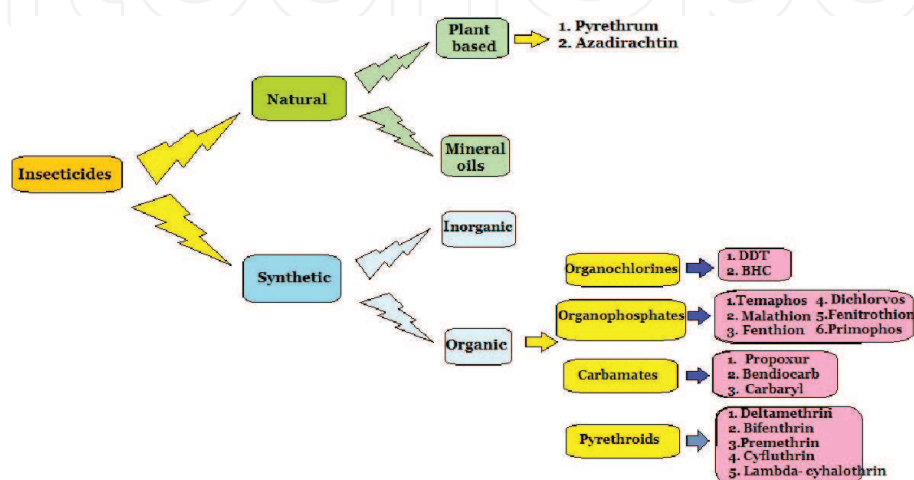 Plant
based
1. Pyrethrum
2. Azadirachtin
Natural
Mineral
oils
Insecticides
Inorganic
Synthetic
Organic
Organochlorines
1. DDT
2. BHC
Organophosphates
1.Temaphos 4. Dichlorvos
2. Malathion 5.Fenitrothion
3. Fenthion 6.Primophos
Carbamates
1. Propoxur
2. Bendiocarb
3. Carbaryl
Pyrethroids
1. Deltamethrin
2. Bifenthrin
3.Premethrin
4. Cyfluthrin
5. Lambda- cyhalothrin